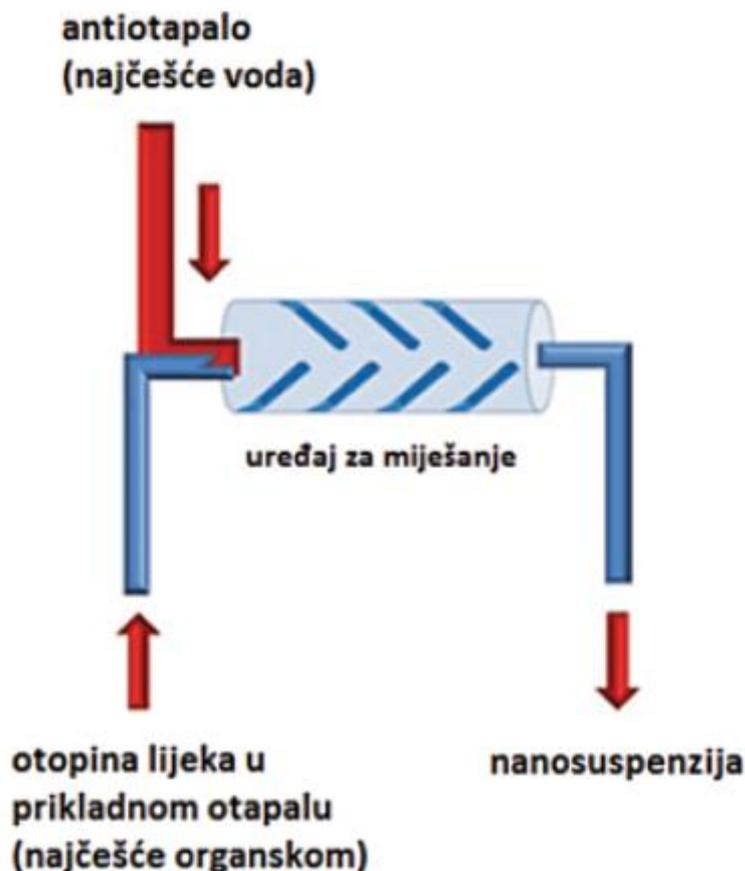 antiotapalo
(najčešće voda)
uređaj za miješanje
otopina lijeka u
prikladnom otapalu
(najčešće organskom)
nanosuspenzija